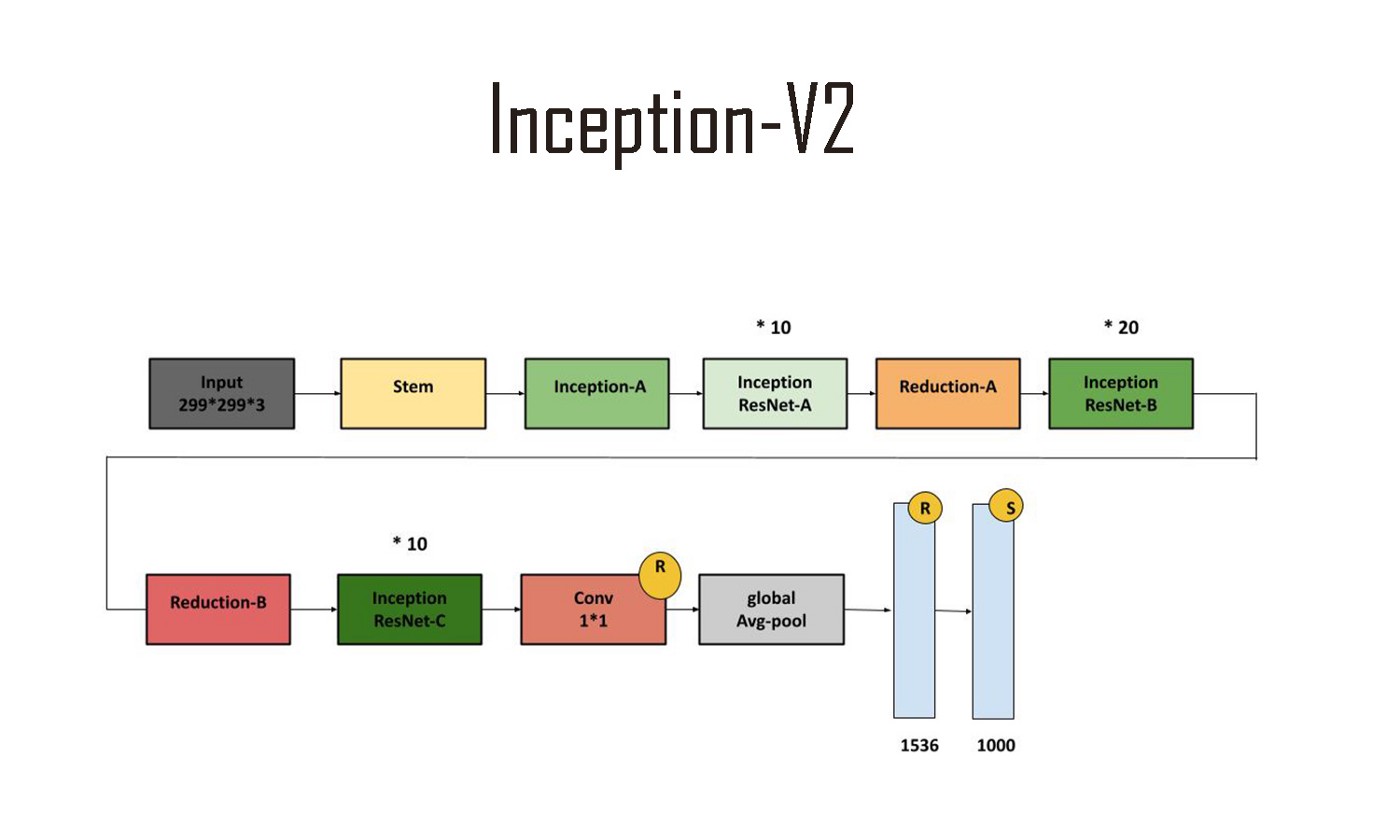 Inception-V2
* 10
* 20
Input
299*299*3
Stem
Inception-A
Inception
ResNet-A
Reduction-A
Inception
ResNet-B
R
S
* 10
Reduction-B
Inception
ResNet-C
Conv
1*1
R
global
Avg-pool
1536
1000